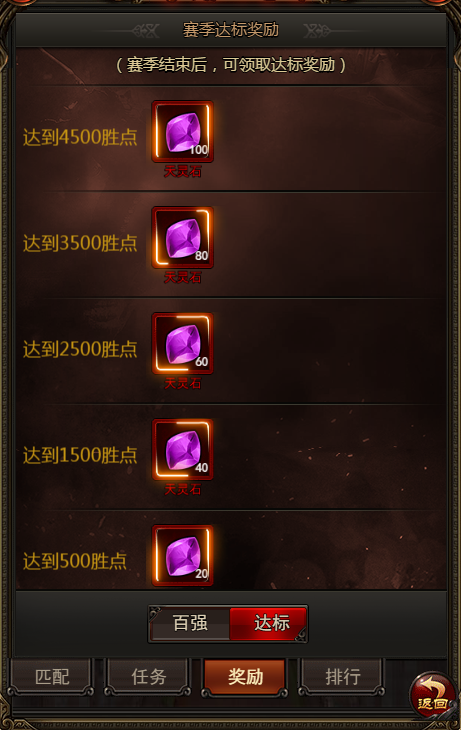 赛季达标奖励
（赛季结束后，可领取达标奖励）
达到4500胜点
100
天灵石
达到3500胜点
80
天灵石
达到2500胜点
60
天灵石
达到1500胜点
40
天灵石
达到500胜点
20
百强 达标
匹配 任务 奖励 排行
返回